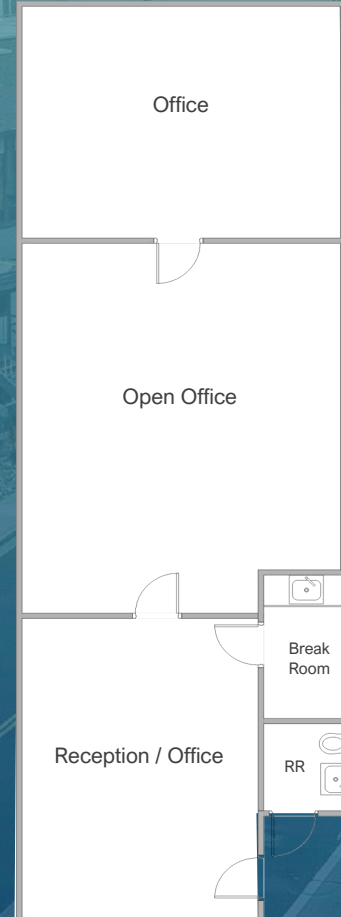 Office
Open Office
Break
Room
Reception / Office
RR